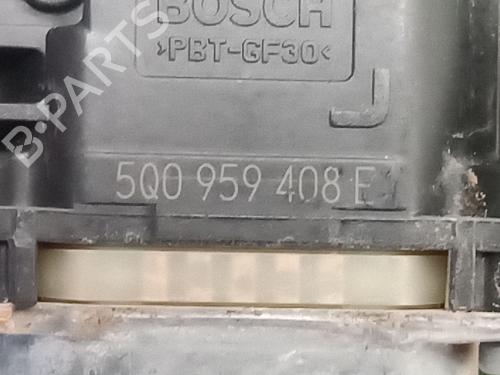 BOSCH
>PBT-GF30<
J
5Q0 959 408 E
B-PARTS